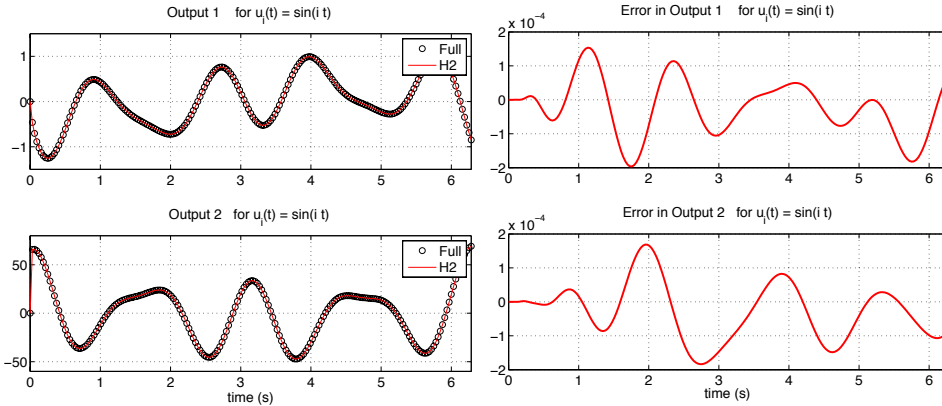 Output 1 for u_i(t) = sin(i t)
1
0
−1
0 1 2 3 4 5 6
Full
H2
Output 2 for u_i(t) = sin(i t)
50
0
−50
0 1 2 3 4 5 6
time (s)
Full
H2
Error in Output 1 for u_i(t) = sin(i t)
x 10^−4
2
1
0
−1
−2
0 1 2 3 4 5 6
Error in Output 2 for u_i(t) = sin(i t)
x 10^−4
2
1
0
−1
−2
0 1 2 3 4 5 6
time (s)